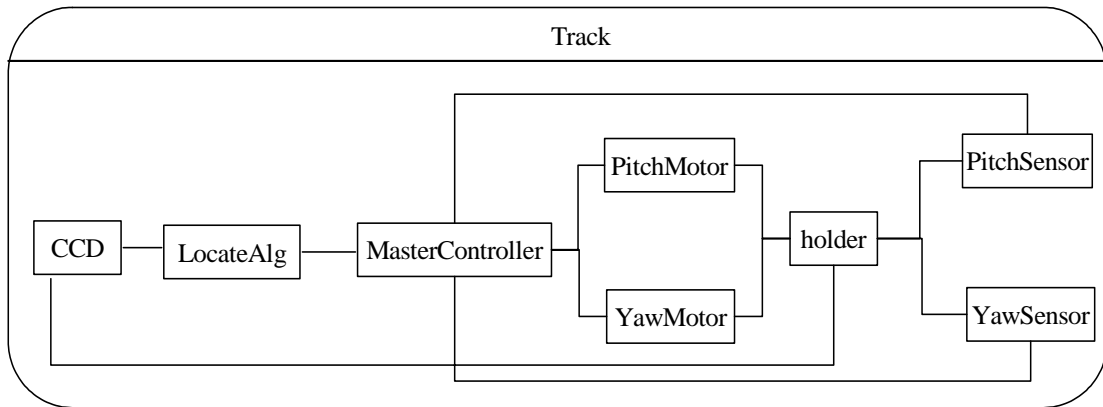 Track
PitchMotor
PitchSensor
CCD
LocateAlg
MasterController
holder
YawMotor
YawSensor